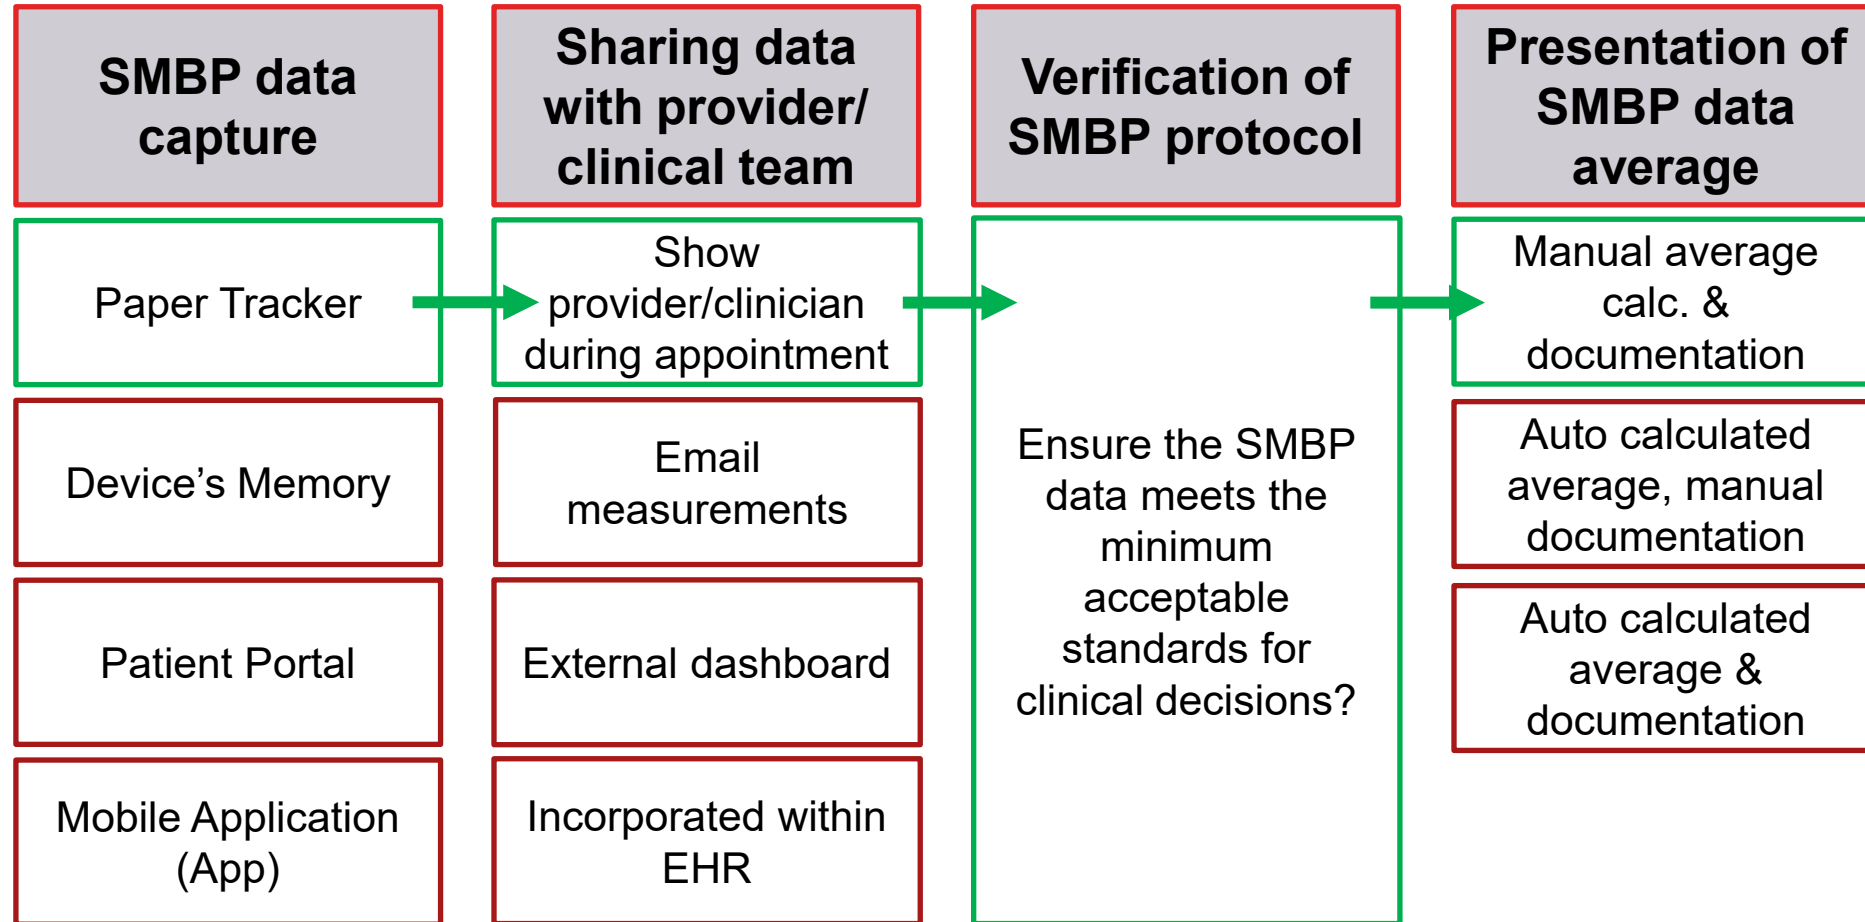 SMBP data
capture
Sharing data
with provider/
clinical team
Verification of
SMBP protocol
Presentation of
SMBP data
average
Paper Tracker
Show
provider/clinician
during appointment
Manual average
calc. &
documentation
Device’s Memory
Email
measurements
Ensure the SMBP
data meets the
minimum
acceptable
standards for
clinical decisions?
Auto calculated
average, manual
documentation
Patient Portal
External dashboard
Auto calculated
average &
documentation
Mobile Application
(App)
Incorporated within
EHR